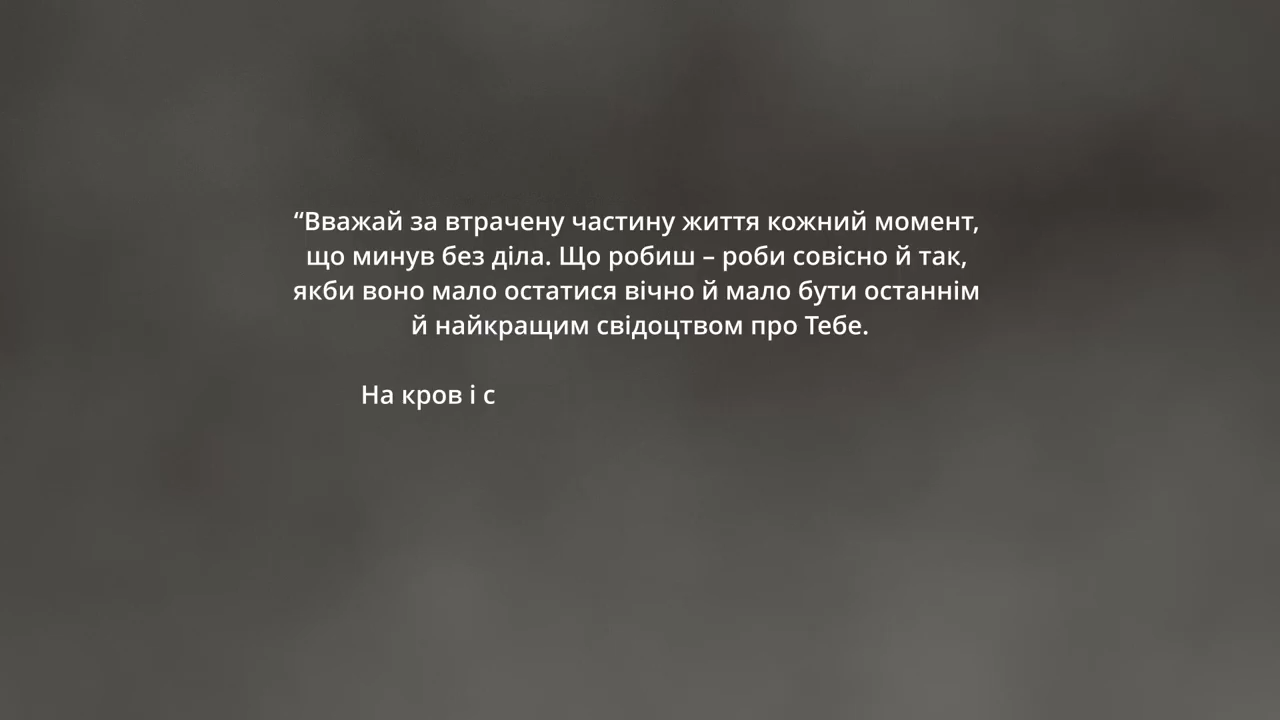 “Вважай за втрачену частину життя кожний момент,
що минув без діла. Що робиш – роби совісно й так,
якби воно мало остатися вічно й мало бути останнім
й найкращим свідоцтвом про Тебе.
На кров і с